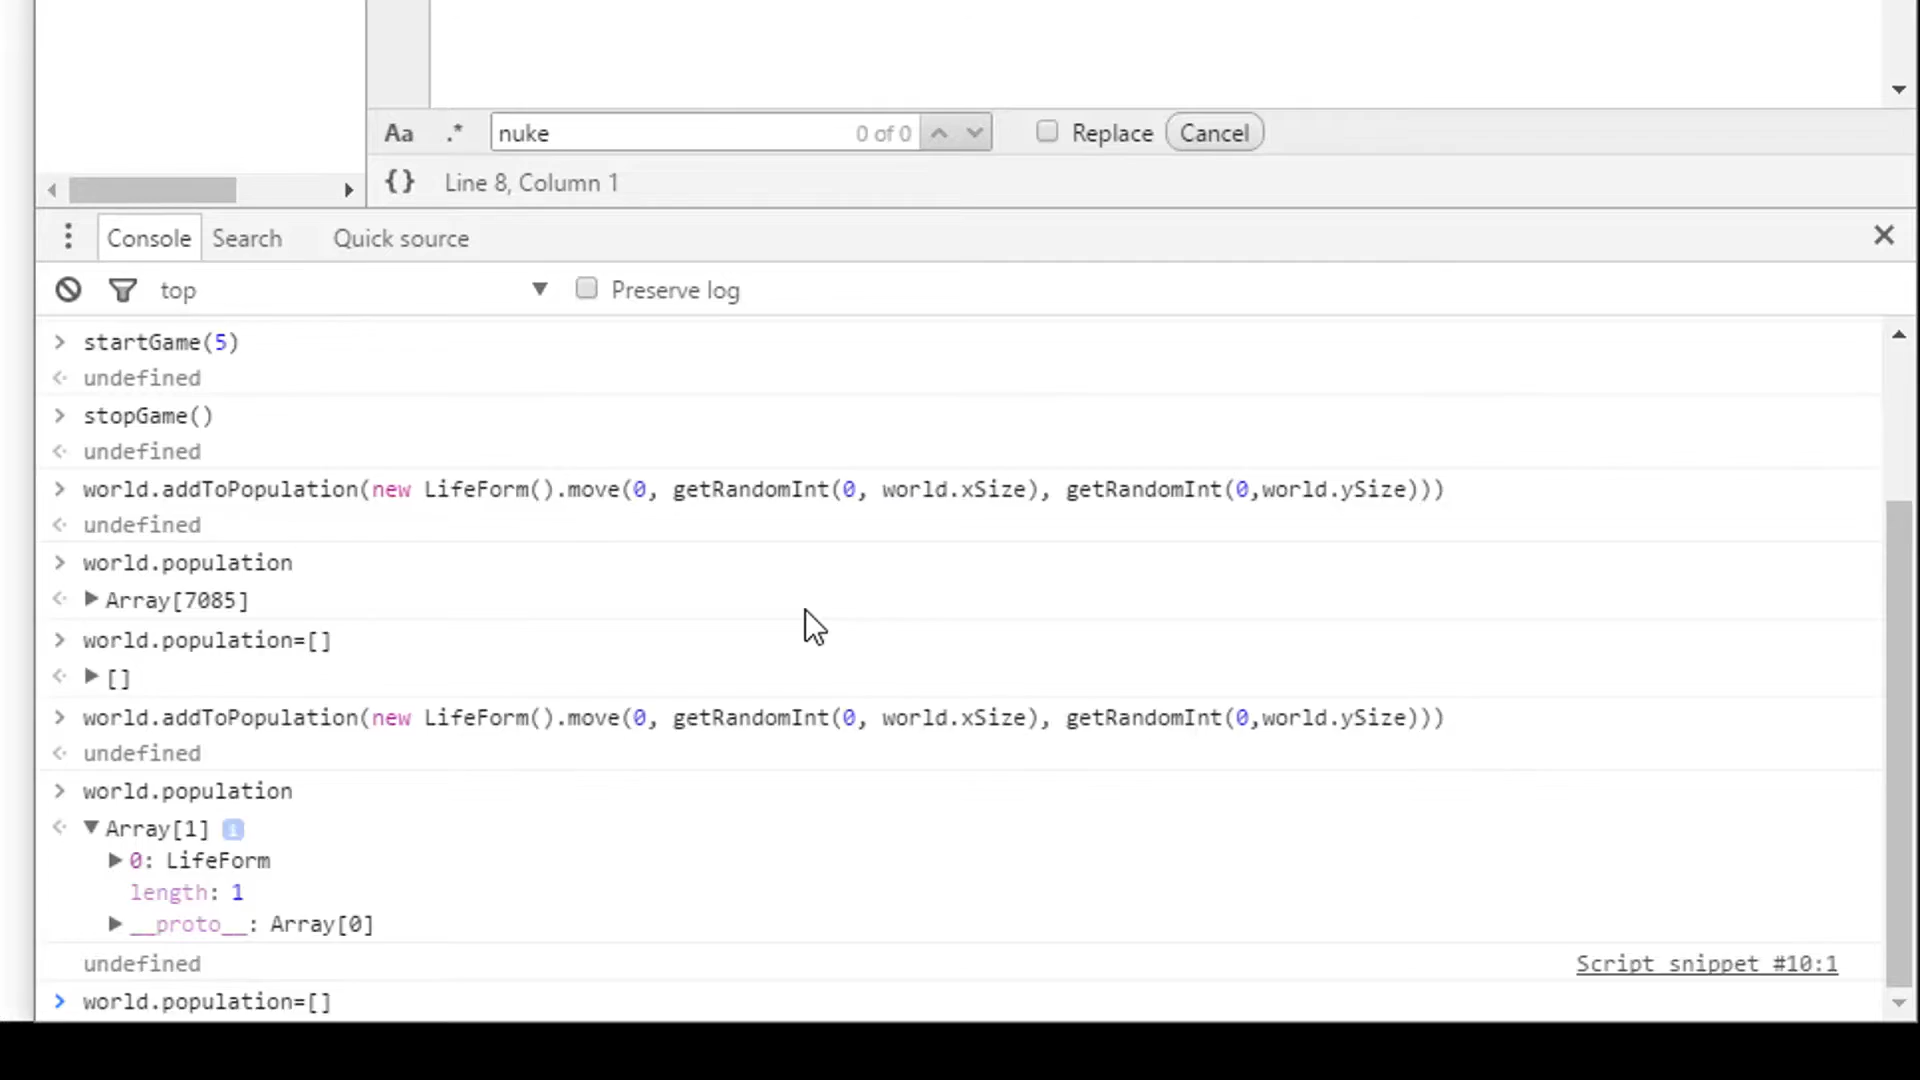 Aa .* nuke 0 of 0 Replace Cancel
{} Line 8, Column 1
Console Search Quick source
top Preserve log
> startGame(5)
undefined
> stopGame()
undefined
> world.addToPopulation(new LifeForm().move(0, getRandomInt(0, world.xSize), getRandomInt(0,world.ySize)))
undefined
> world.population
Array[7085]
> world.population=[]
[]
> world.addToPopulation(new LifeForm().move(0, getRandomInt(0, world.xSize), getRandomInt(0,world.ySize)))
undefined
> world.population
Array[1] i
0: LifeForm
length: 1
__proto__: Array[0]
undefined Script snippet #10:1
> world.population=[]